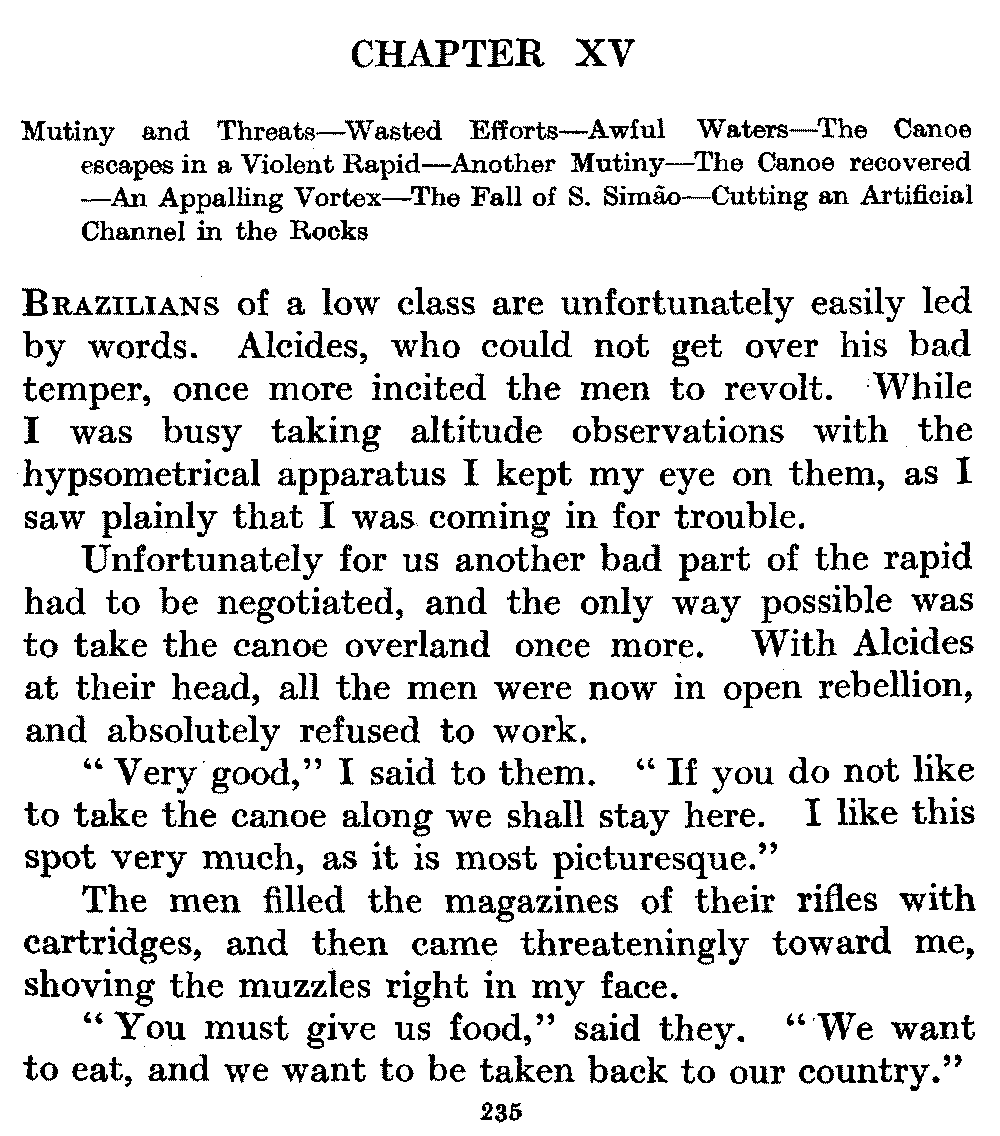 CHAPTER XV
Mutiny and Threats—Wasted Efforts—Awful Waters—The Canoe
escapes in a Violent Rapid—Another Mutiny—The Canoe recovered
—An Appalling Vortex—The Fall of S. Simão—Cutting an Artificial
Channel in the Rocks
BRAZILIANS of a low class are unfortunately easily led
by words. Alcides, who could not get over his bad
temper, once more incited the men to revolt. While
I was busy taking altitude observations with the
hypsometrical apparatus I kept my eye on them, as I
saw plainly that I was coming in for trouble.
Unfortunately for us another bad part of the rapid
had to be negotiated, and the only way possible was
to take the canoe overland once more. With Alcides
at their head, all the men were now in open rebellion,
and absolutely refused to work.
“ Very good,” I said to them. “ If you do not like
to take the canoe along we shall stay here. I like this
spot very much, as it is most picturesque.”
The men filled the magazines of their rifles with
cartridges, and then came threateningly toward me,
shoving the muzzles right in my face.
“ You must give us food,” said they. “ We want
to eat, and we want to be taken back to our country.”
235